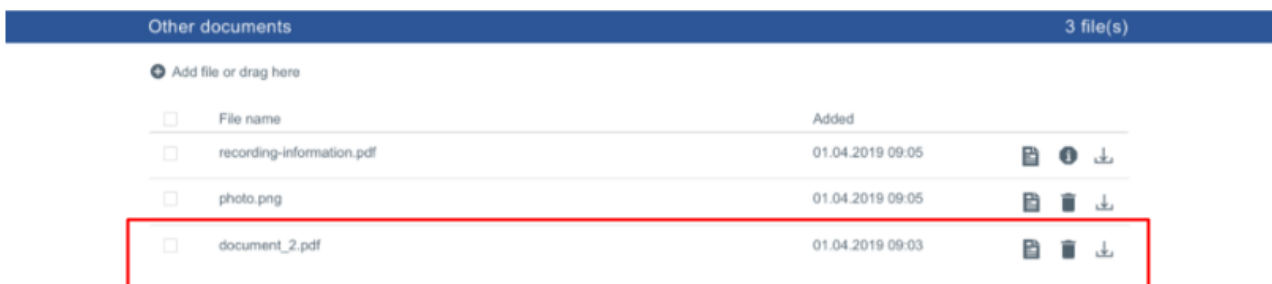 Other documents 3 file(s)
Add file or drag here
File name Added
recording-information.pdf 01.04.2019 09:05
photo.png 01.04.2019 09:05
document_2.pdf 01.04.2019 09:03